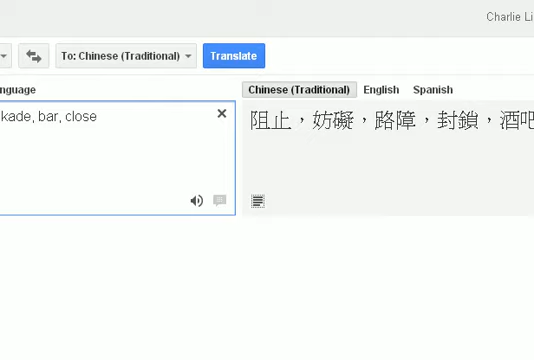 Charlie Li
To: Chinese (Traditional) Translate
nguage Chinese (Traditional) English Spanish
kade, bar, close
阻止，妨礙，路障，封鎖，酒吧